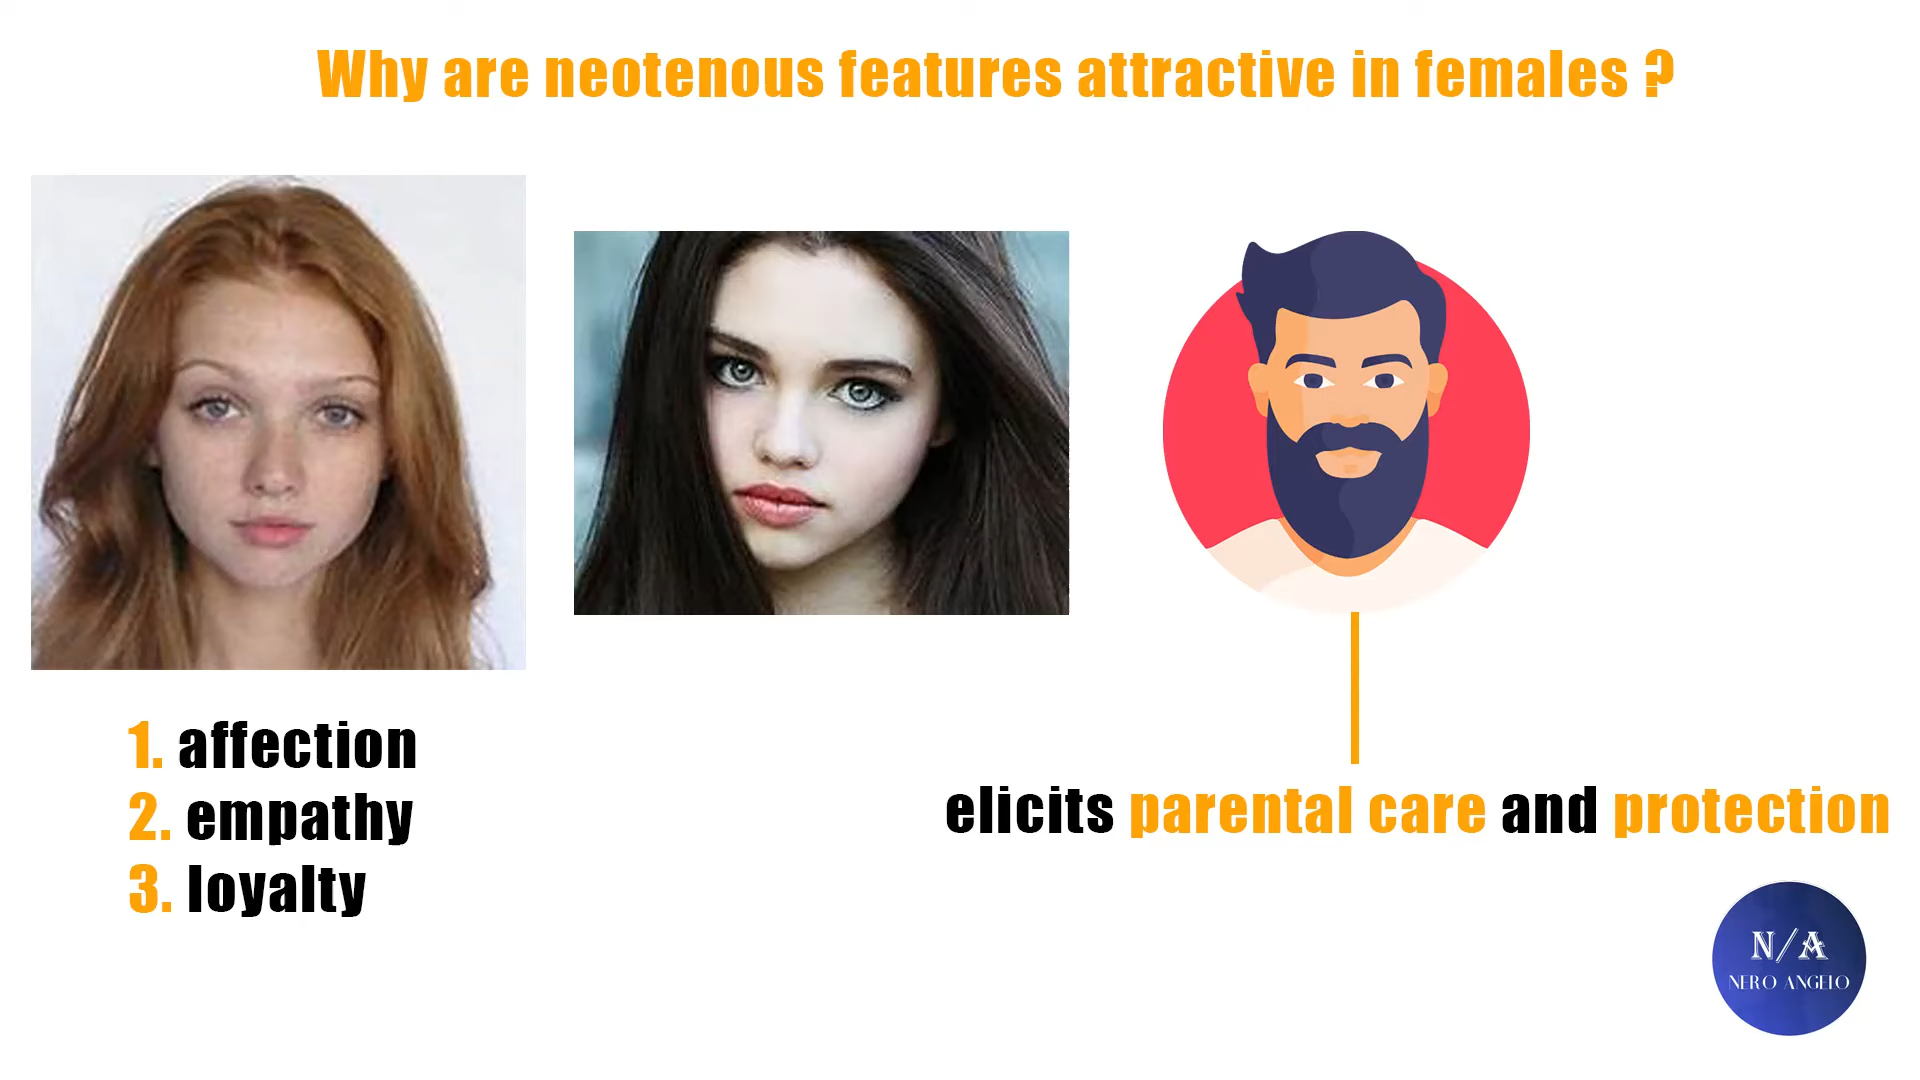 Why are neotenous features attractive in females ?
1. affection
2. empathy
3. loyalty
elicits parental care and protection
N/A
NERO ANGELO